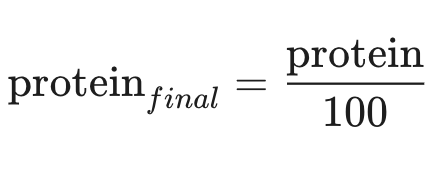 protein_final = protein / 100